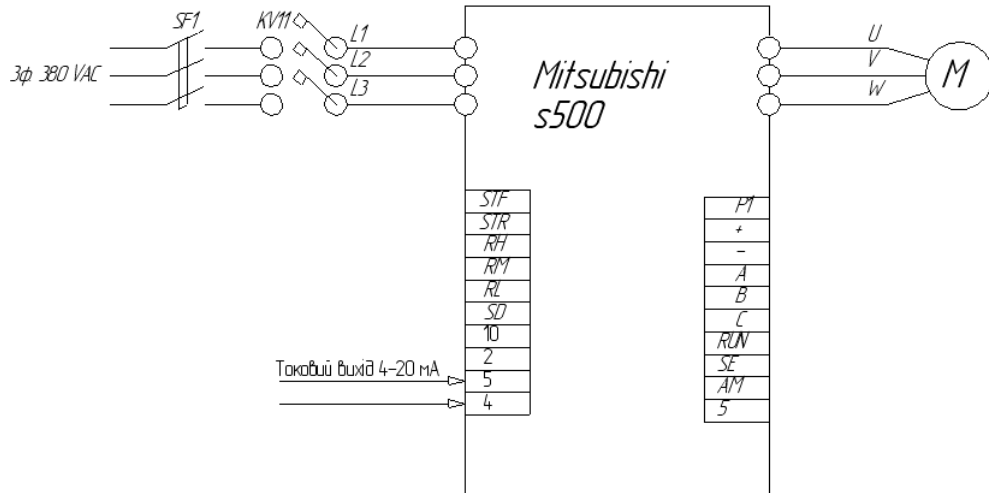 SF1
KV11
3ф 380 VAC
L1
L2
L3
Mitsubishi
s500
U
V
W
M
STF
STR
RH
RM
RL
SD
10
2
5
4
Токовий вихід 4-20 мА
P1
+
-
A
B
C
RUN
SE
AM
5